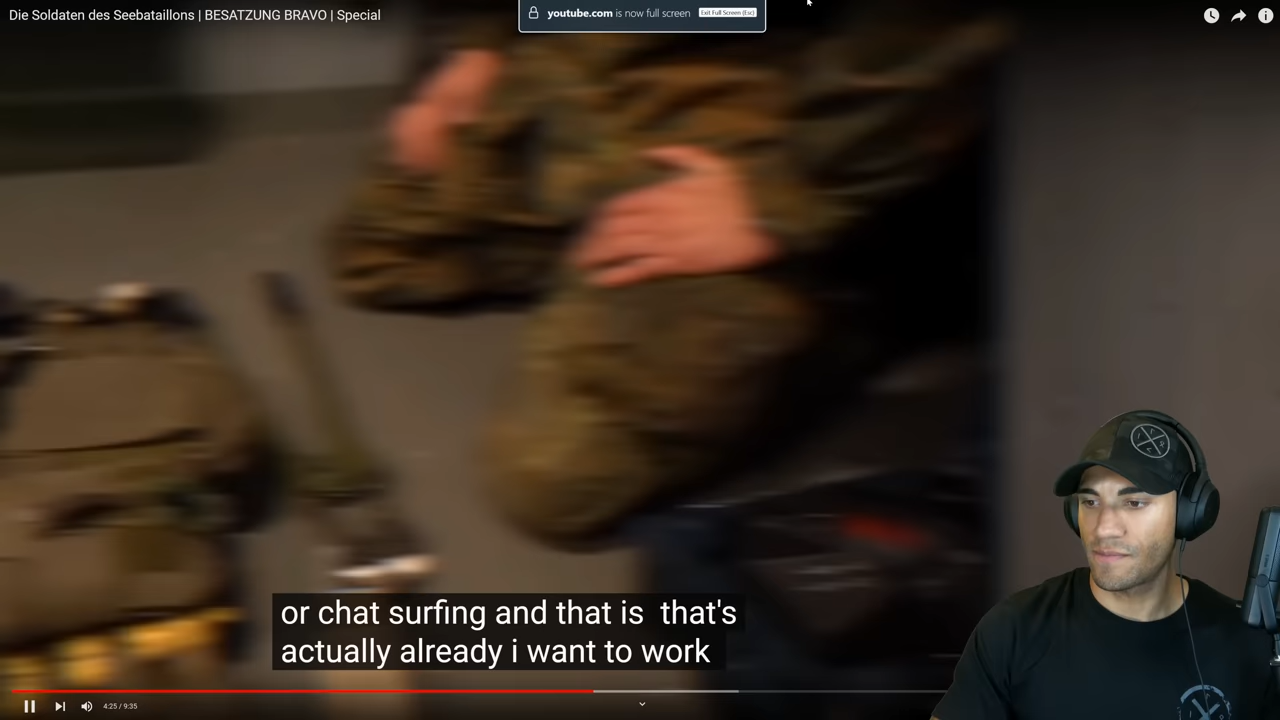 Die Soldaten des Seebataillons | BESATZUNG BRAVO | Special
youtube.com is now full screen
Exit Full Screen (Esc)
or chat surfing and that is  that's
actually already i want to work
4:25 / 9:35